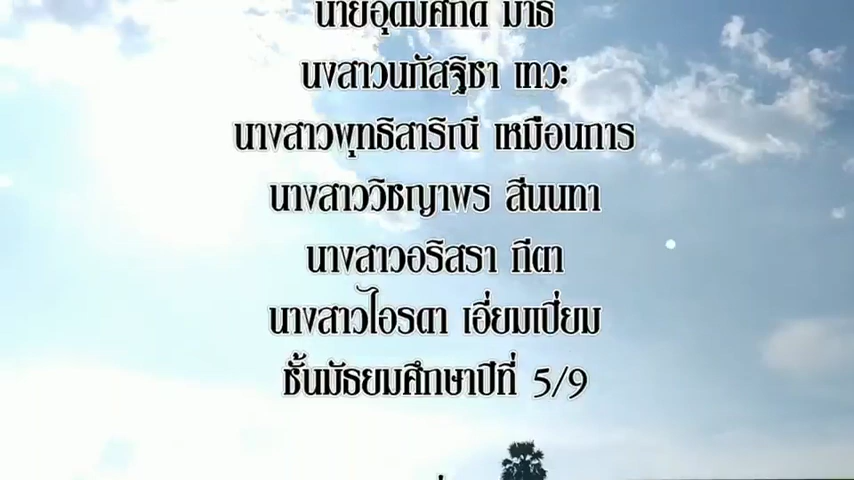 นายอุดมศักดิ์ มาธิ
นงสาวนภัสฐิชา เทวะ
นางสาวพุทธิสาริณี เหมือนการ
นางสาววิชญาพร สีนนทา
นางสาวอริสรา กีตา
นางสาวไอรดา เอี่ยมเปี่ยม
ชั้นมัธยมศึกษาปีที่ 5/9